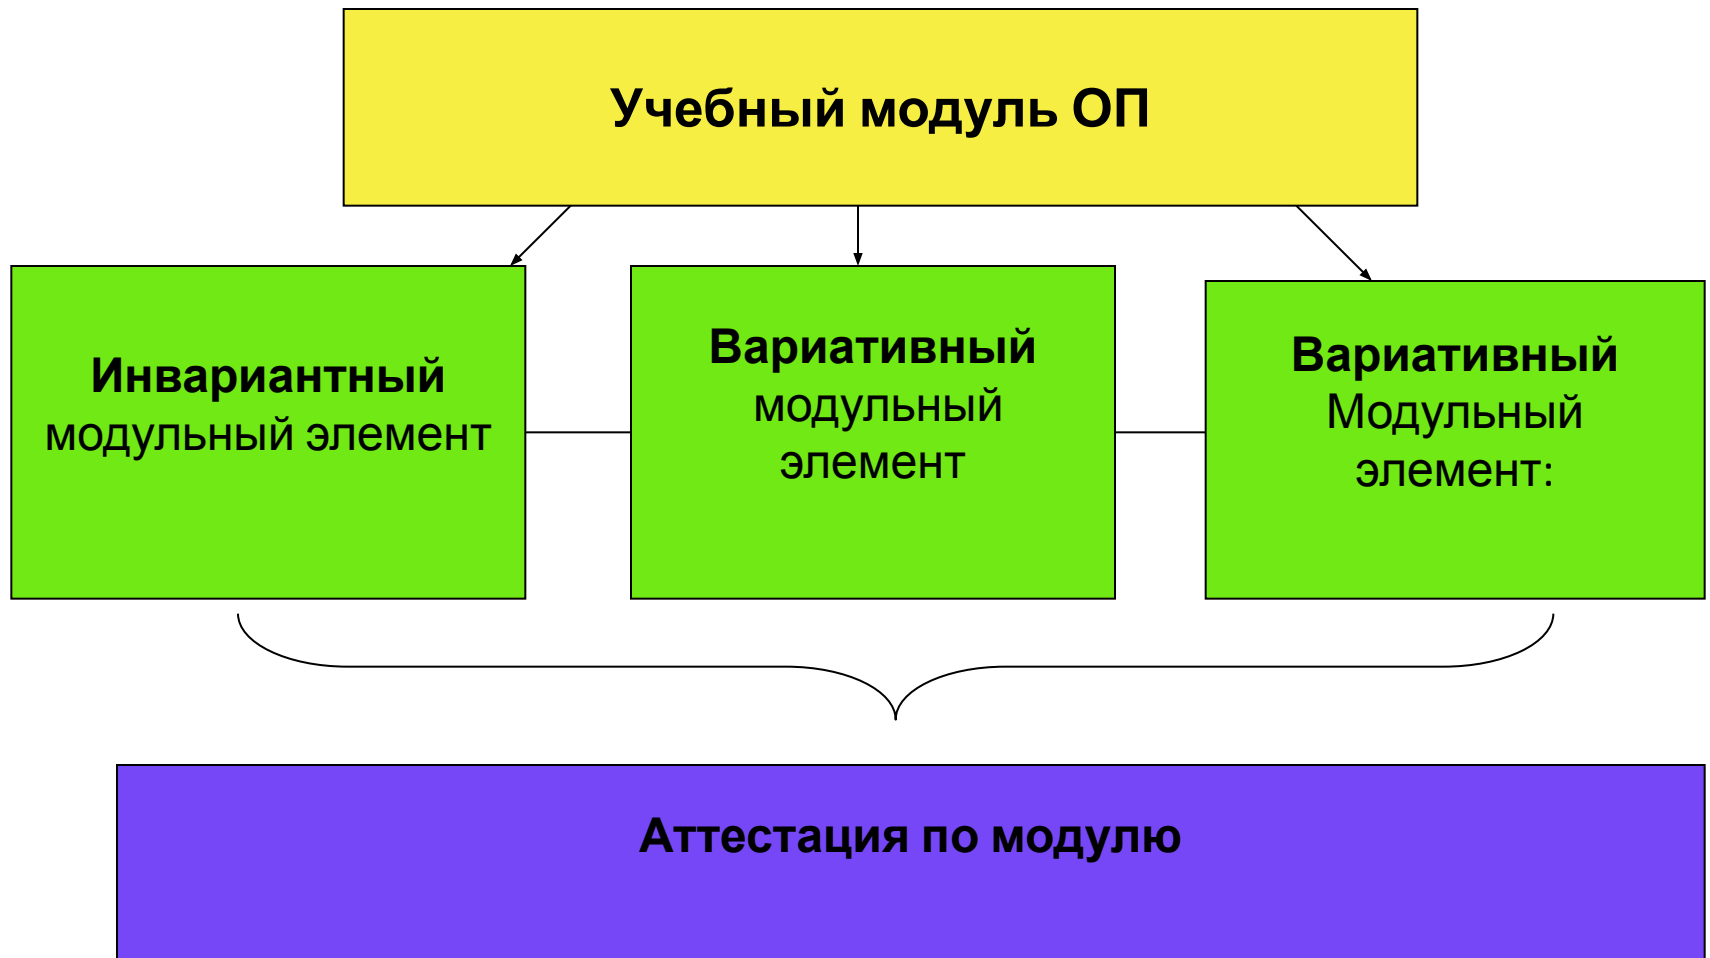 Учебный модуль ОП
Инвариантный
модульный элемент
Вариативный
модульный
элемент
Вариативный
Модульный
элемент:
Аттестация по модулю